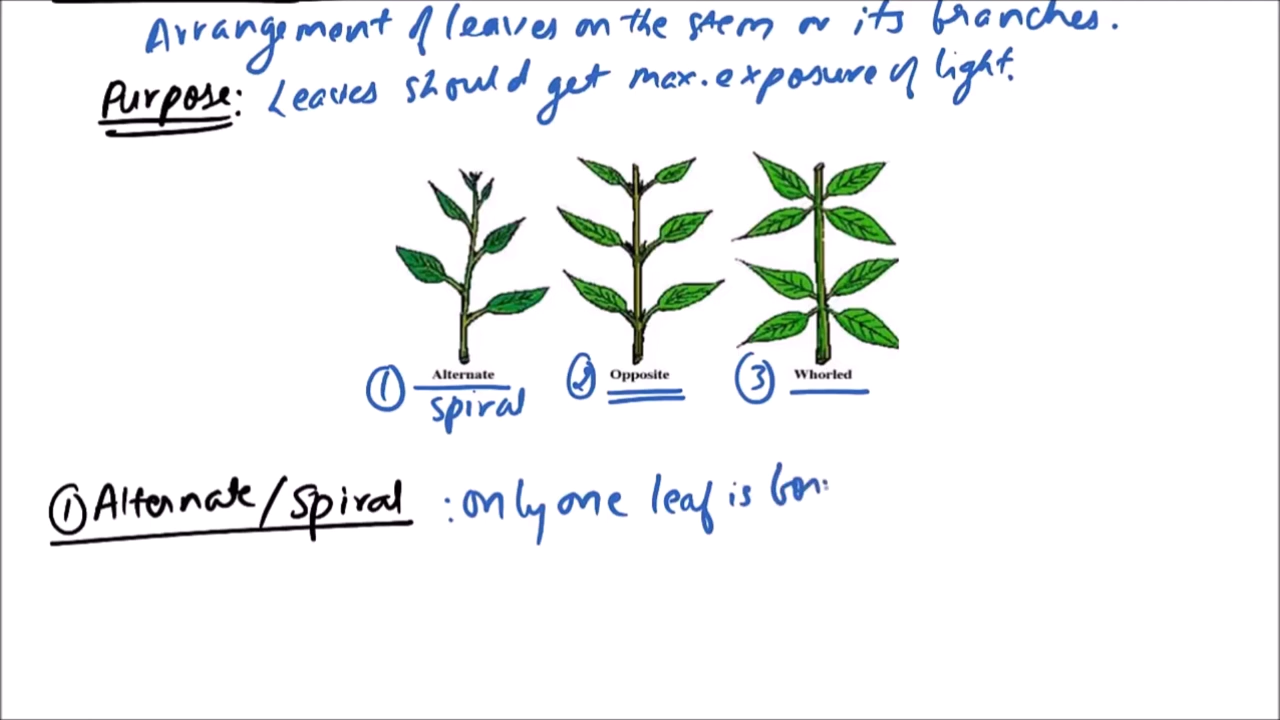 Arrangement of leaves on the stem or its branches.
Purpose: Leaves should get max. exposure of light.
Alternate Opposite Whorled
① ② ③
spiral
① Alternate/Spiral : only one leaf is